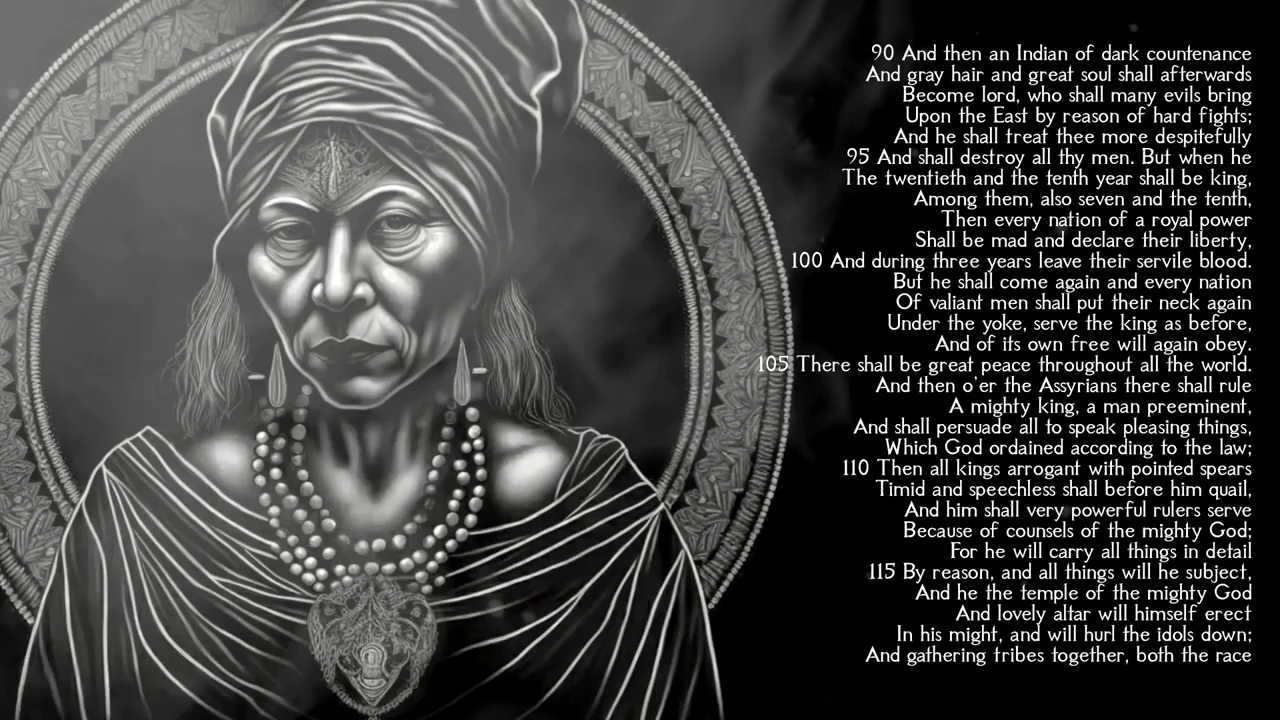 90 And then an Indian of dark countenance
And gray hair and great soul shall afterwards
Become lord, who shall many evils bring
Upon the East by reason of hard fights;
And he shall treat thee more despitefully
95 And shall destroy all thy men. But when he
The twentieth and the tenth year shall be king,
Among them, also seven and the tenth,
Then every nation of a royal power
Shall be mad and declare their liberty,
100 And during three years leave their servile blood.
But he shall come again and every nation
Of valiant men shall put their neck again
Under the yoke, serve the king as before,
And of its own free will again obey.
105 There shall be great peace throughout all the world.
And then o'er the Assyrians there shall rule
A mighty king, a man preeminent,
And shall persuade all to speak pleasing things,
Which God ordained according to the law;
110 Then all kings arrogant with pointed spears
Timid and speechless shall before him quail,
And him shall very powerful rulers serve
Because of counsels of the mighty God;
For he will carry all things in detail
115 By reason, and all things will he subject,
And he the temple of the mighty God
And lovely altar will himself erect
In his might, and will hurl the idols down;
And gathering tribes together, both the race